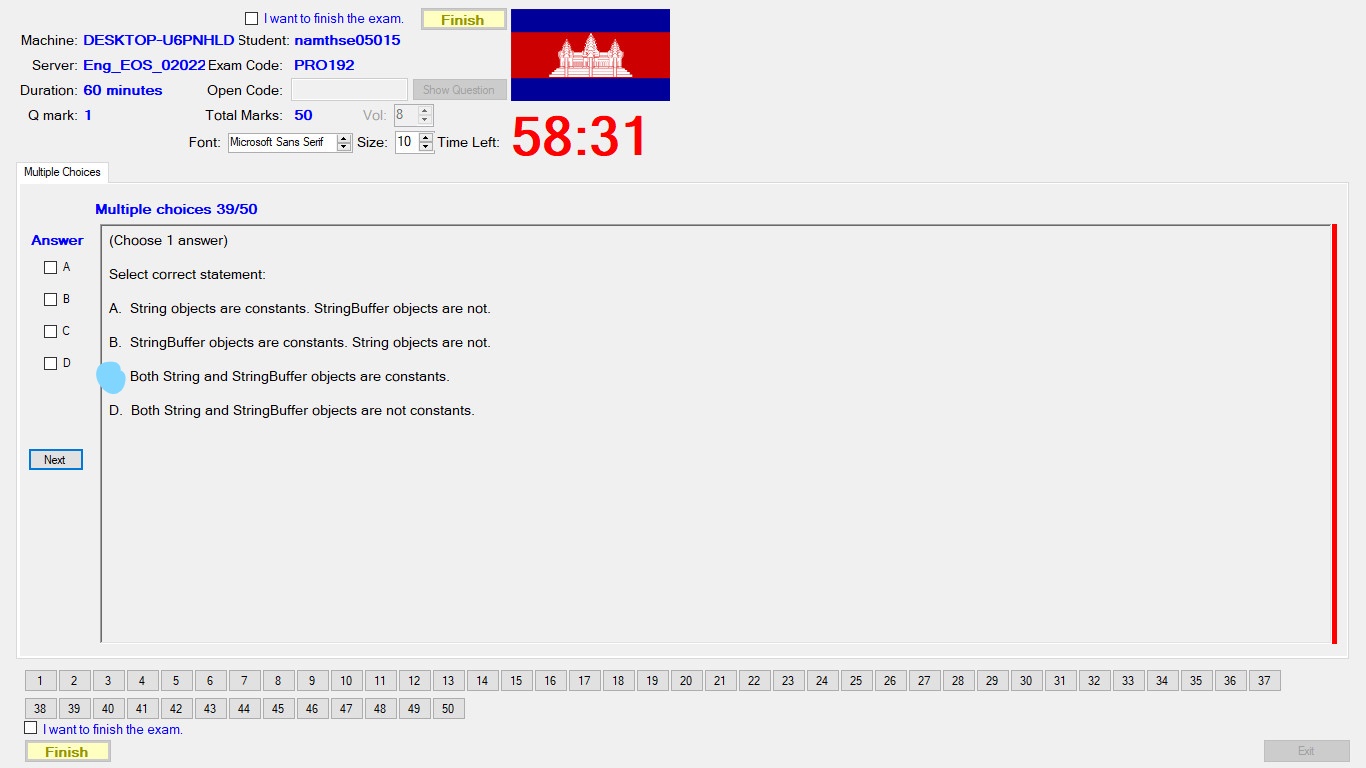 I want to finish the exam. Finish
Machine: DESKTOP-U6PNHLD Student: namthse05015
Server: Eng_EOS_02022 Exam Code: PRO192
Duration: 60 minutes Open Code: Show Question
Q mark: 1 Total Marks: 50 Vol: 8
Font: Microsoft Sans Serif Size: 10 Time Left: 58:31
Multiple Choices
Multiple choices 39/50
Answer
A
B
C
D
Next
(Choose 1 answer)
Select correct statement:
A. String objects are constants. StringBuffer objects are not.
B. StringBuffer objects are constants. String objects are not.
Both String and StringBuffer objects are constants.
D. Both String and StringBuffer objects are not constants.
1 2 3 4 5 6 7 8 9 10 11 12 13 14 15 16 17 18 19 20 21 22 23 24 25 26 27 28 29 30 31 32 33 34 35 36 37
38 39 40 41 42 43 44 45 46 47 48 49 50
I want to finish the exam.
Finish Exit